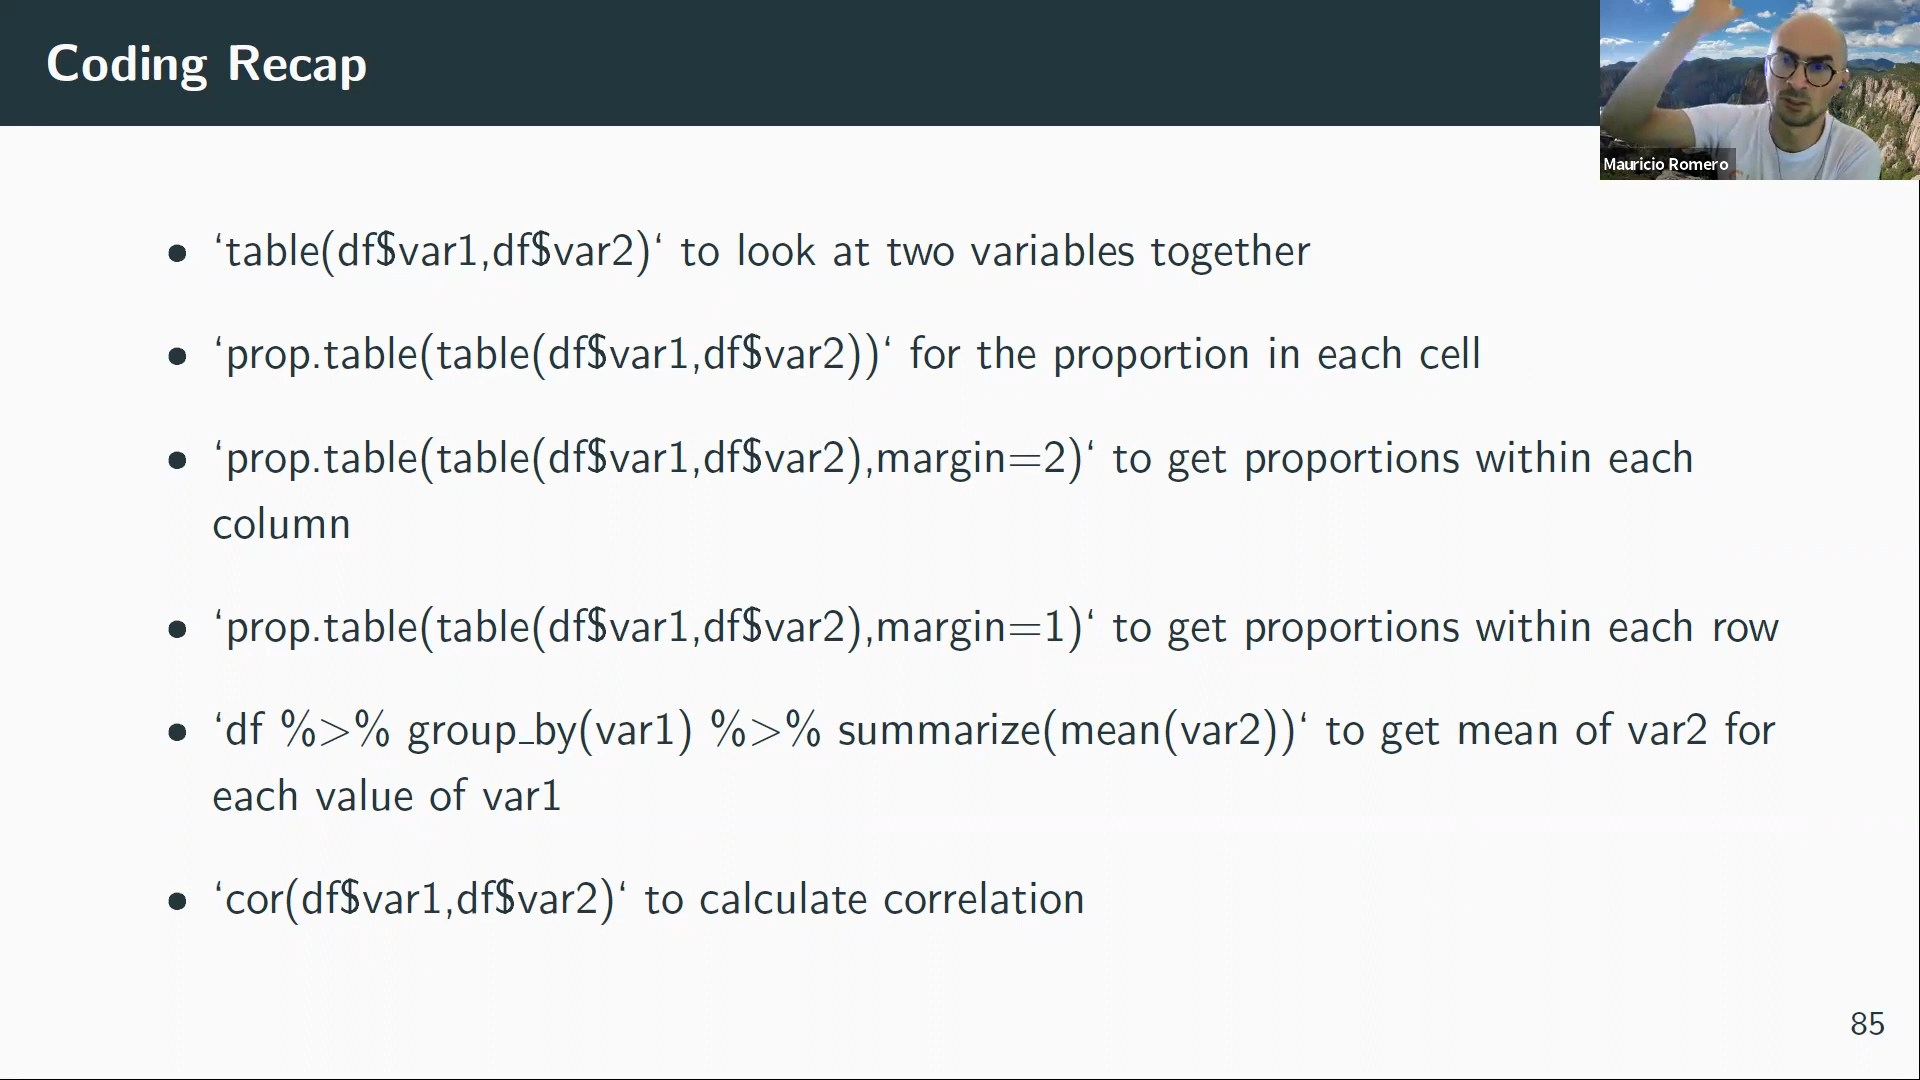 Coding Recap
Mauricio Romero
• ‘table(df$var1,df$var2)‘ to look at two variables together
• ‘prop.table(table(df$var1,df$var2))‘ for the proportion in each cell
• ‘prop.table(table(df$var1,df$var2),margin=2)‘ to get proportions within each
column
• ‘prop.table(table(df$var1,df$var2),margin=1)‘ to get proportions within each row
• ‘df %>% group_by(var1) %>% summarize(mean(var2))‘ to get mean of var2 for
each value of var1
• ‘cor(df$var1,df$var2)‘ to calculate correlation
85